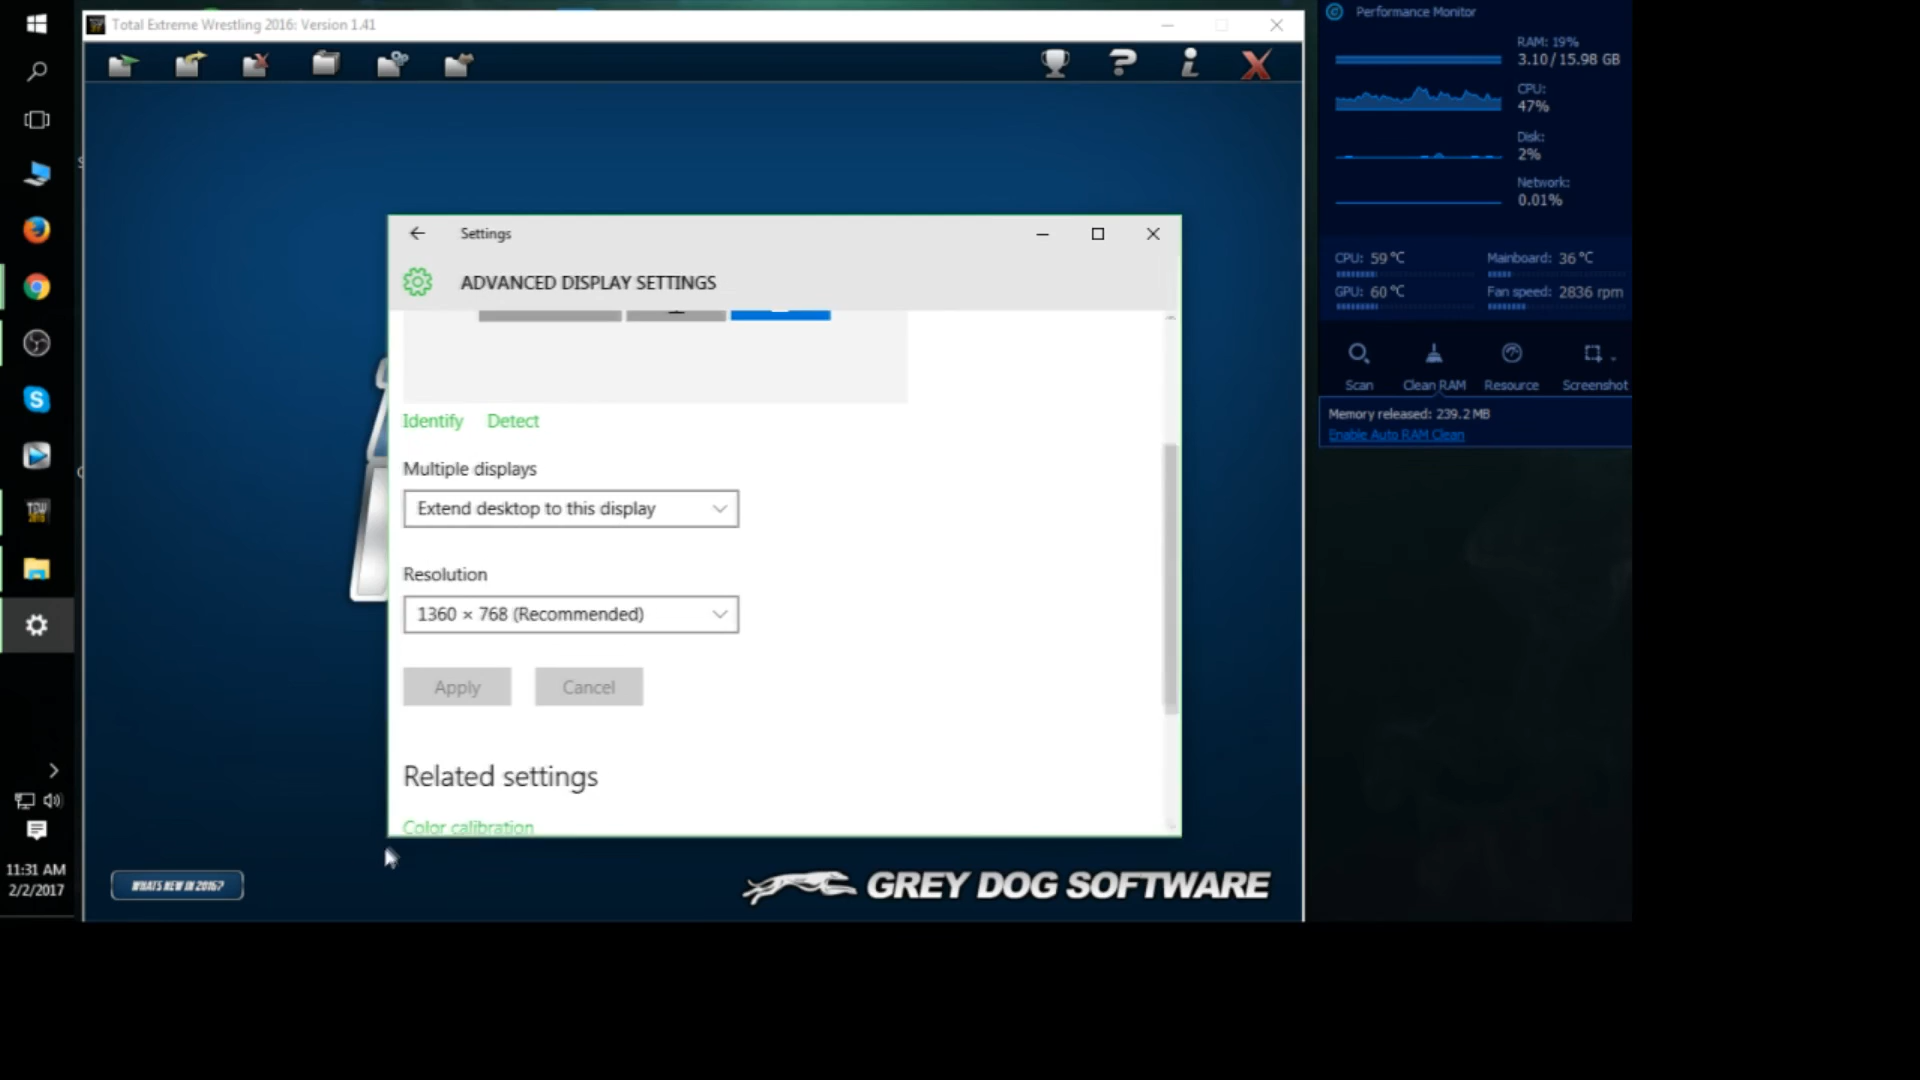 Total Extreme Wrestling 2016: Version 1.41
Performance Monitor
RAM: 19%
3.10/15.98 GB
CPU:
47%
Disk:
2%
Network:
0.01%
CPU: 59 °C
Mainboard: 36 °C
GPU: 60 °C
Fan speed: 2836 rpm
Scan
Clean RAM
Resource
Screenshot
Memory released: 239.2 MB
Enable Auto RAM Clean
Settings
ADVANCED DISPLAY SETTINGS
Identify
Detect
Multiple displays
Extend desktop to this display
Resolution
1360 × 768 (Recommended)
Apply
Cancel
Related settings
Color calibration
11:31 AM
2/2/2017
WHATS NEW IN 2016?
GREY DOG SOFTWARE